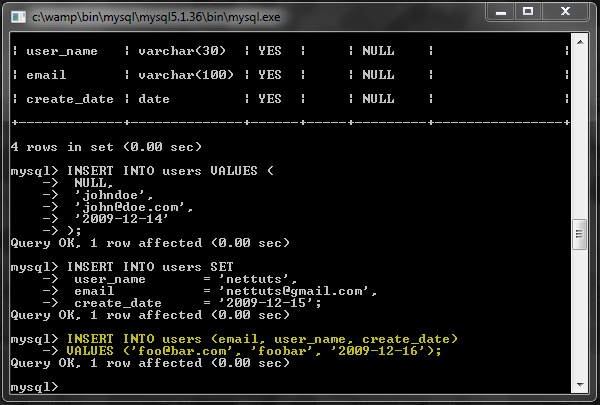 c:\wamp\bin\mysql\mysql5.1.36\bin\mysql.exe
| user_name   | varchar(30)  | YES  |     | NULL    |                |
| email       | varchar(100) | YES  |     | NULL    |                |
| create_date | date         | YES  |     | NULL    |                |
+-------------+--------------+------+-----+---------+----------------+
4 rows in set (0.00 sec)
mysql> INSERT INTO users VALUES (
    ->  NULL,
    ->  'johndoe',
    ->  'john@doe.com',
    ->  '2009-12-14'
    -> );
Query OK, 1 row affected (0.00 sec)
mysql> INSERT INTO users SET
    ->  user_name       = 'nettuts',
    ->  email           = 'nettuts@gmail.com',
    ->  create_date     = '2009-12-15';
Query OK, 1 row affected (0.00 sec)
mysql> INSERT INTO users (email, user_name, create_date)
    -> VALUES ('foo@bar.com', 'foobar', '2009-12-16');
Query OK, 1 row affected (0.00 sec)
mysql>